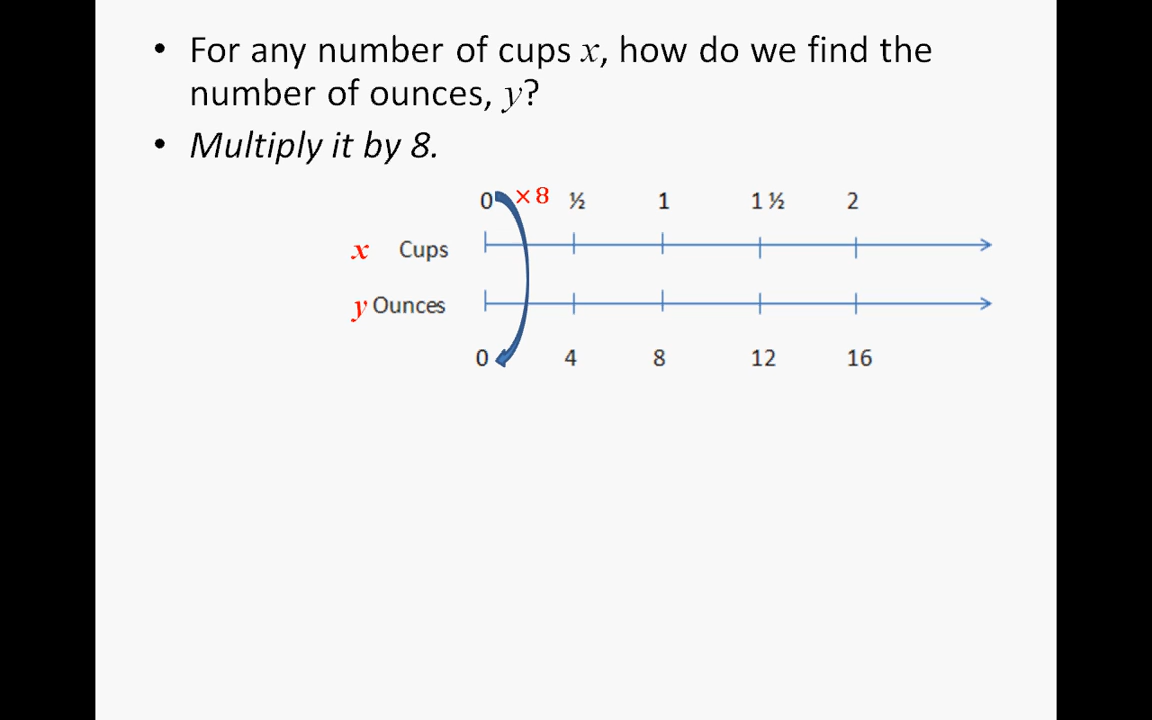 • For any number of cups x, how do we find the
number of ounces, y?
• Multiply it by 8.
0 ×8 ½ 1 1 ½ 2
x Cups
y Ounces
0 4 8 12 16